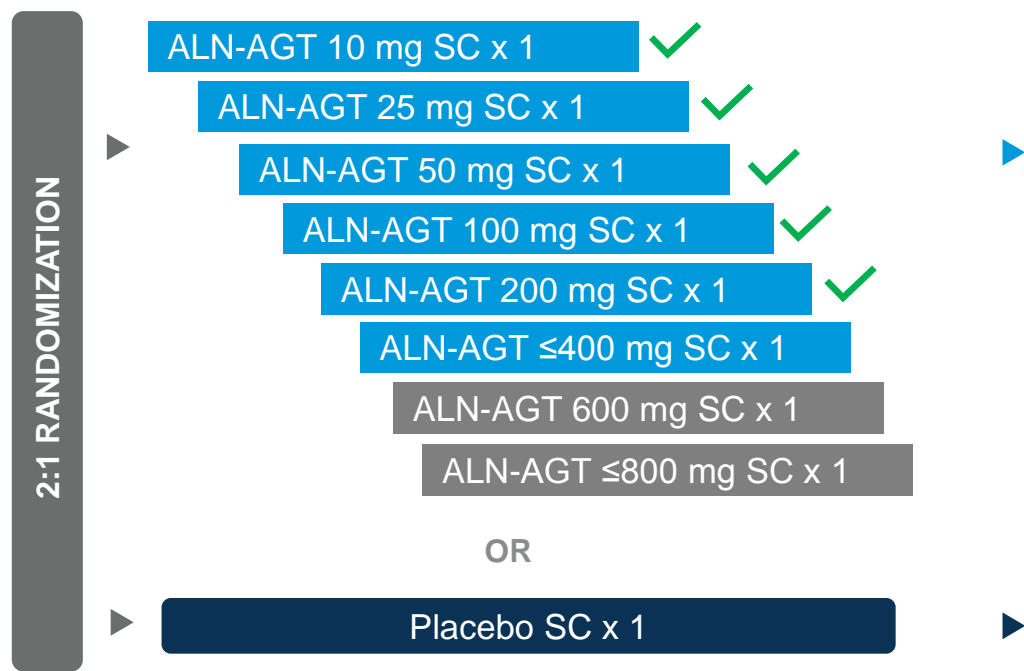 2:1 RANDOMIZATION
ALN-AGT 10 mg SC x 1
ALN-AGT 25 mg SC x 1
ALN-AGT 50 mg SC x 1
ALN-AGT 100 mg SC x 1
ALN-AGT 200 mg SC x 1
ALN-AGT ≤400 mg SC x 1
ALN-AGT 600 mg SC x 1
ALN-AGT ≤800 mg SC x 1
OR
Placebo SC x 1